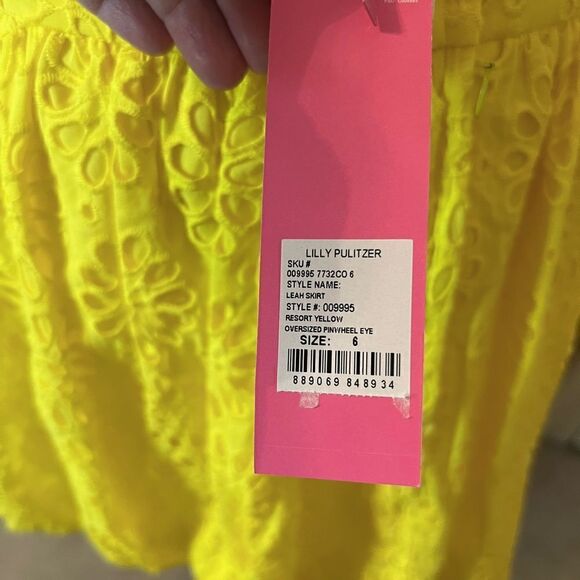 LILLY PULITZER
SKU #
009995 7732CO 6
STYLE NAME:
LEAH SKIRT
STYLE #: 009995
RESORT YELLOW
OVERSIZED PINWHEEL EYE
SIZE: 6
889069 848934